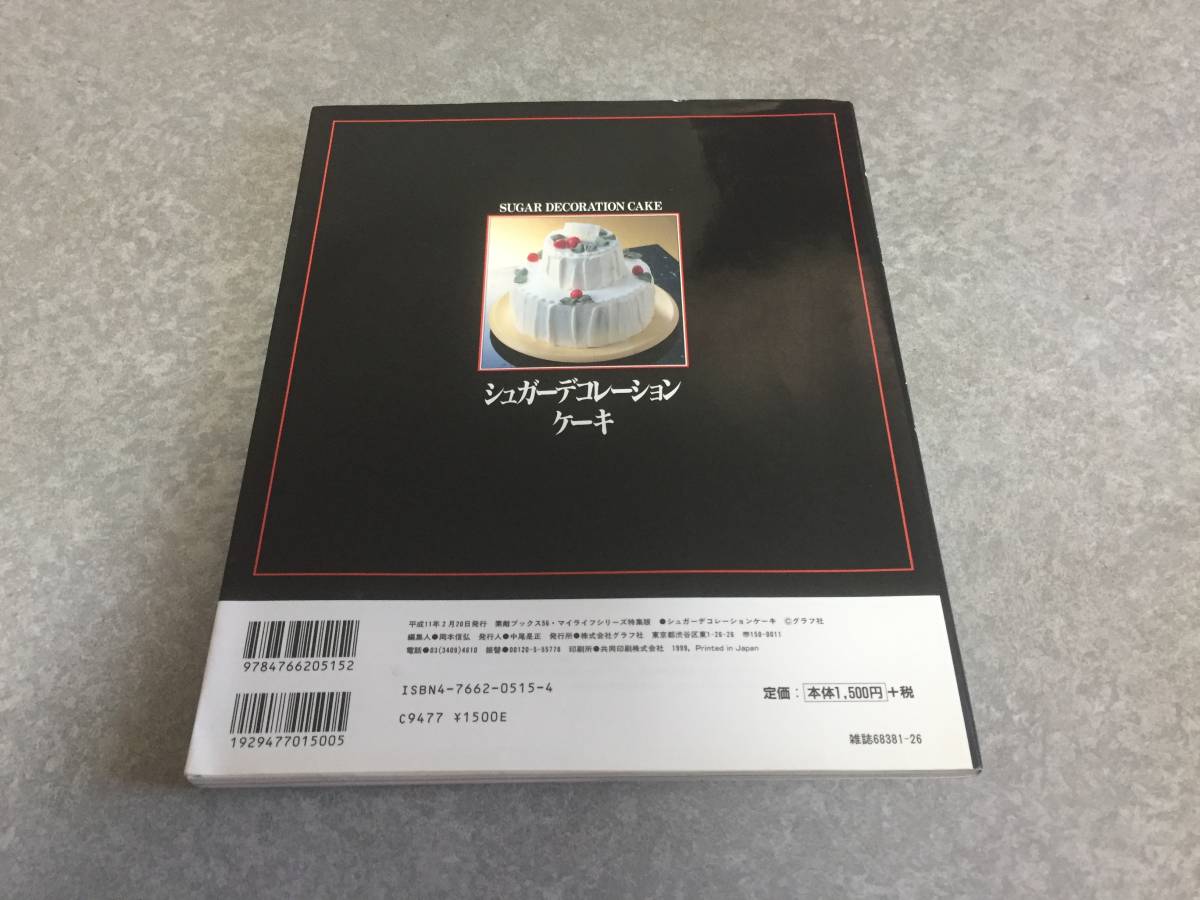 SUGAR DECORATION CAKE
シュガーデコレーション
ケーキ
平成11年2月20日発行 素敵ブックス56・マイライフシリーズ特集版 ●シュガーデコレーションケーキ ©グラフ社
編集人●岡本信弘 発行人●中尾是正 発行所●株式会社グラフ社 東京都渋谷区東1-26-26 〒150-0011
電話●03(3409)4610 振替●00120-5-55776 印刷所●共同印刷株式会社 1999, Printed in Japan
9784766205152
ISBN4-7662-0515-4
定価：本体1,500円+税
C9477 ¥1500E
1929477015005
雑誌68381-26